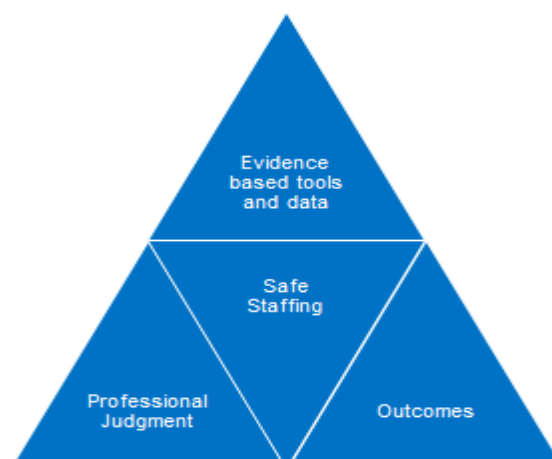 Evidence
based tools
and data
Safe
Staffing
Professional
Judgment
Outcomes